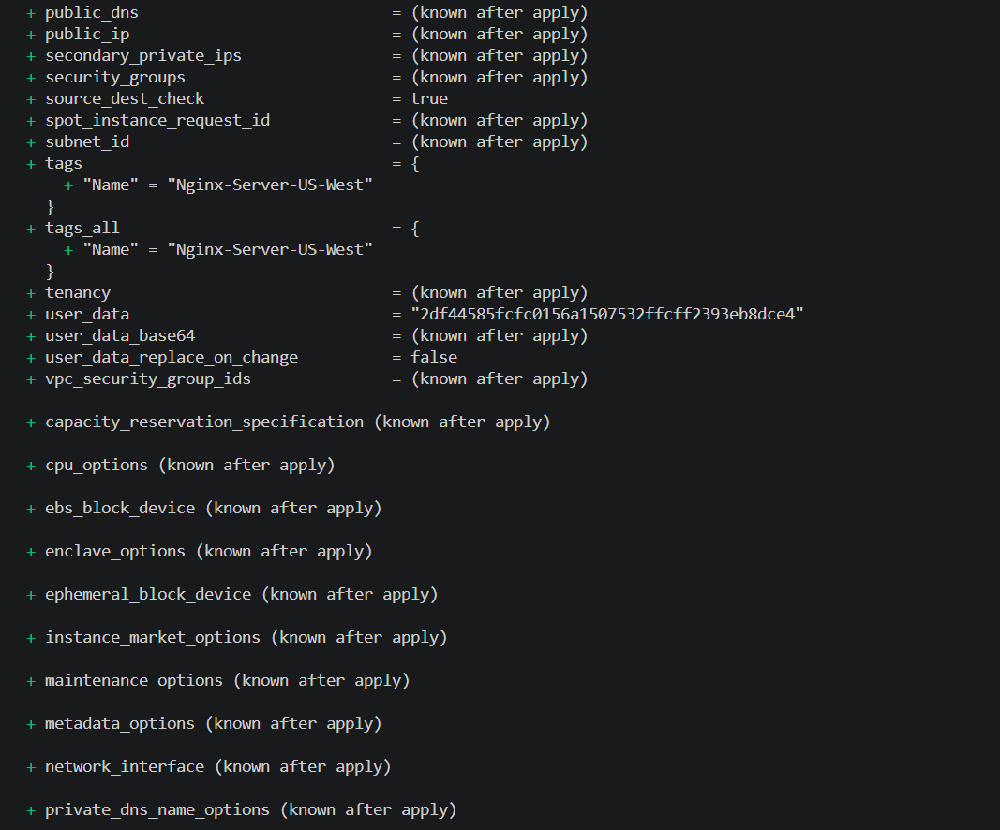 + public_dns                           = (known after apply)
+ public_ip                            = (known after apply)
+ secondary_private_ips                = (known after apply)
+ security_groups                      = (known after apply)
+ source_dest_check                    = true
+ spot_instance_request_id             = (known after apply)
+ subnet_id                            = (known after apply)
+ tags                                 = {
    + "Name" = "Nginx-Server-US-West"
  }
+ tags_all                             = {
    + "Name" = "Nginx-Server-US-West"
  }
+ tenancy                              = (known after apply)
+ user_data                            = "2df44585fcfc0156a1507532ffcff2393eb8dce4"
+ user_data_base64                     = (known after apply)
+ user_data_replace_on_change          = false
+ vpc_security_group_ids               = (known after apply)
+ capacity_reservation_specification (known after apply)
+ cpu_options (known after apply)
+ ebs_block_device (known after apply)
+ enclave_options (known after apply)
+ ephemeral_block_device (known after apply)
+ instance_market_options (known after apply)
+ maintenance_options (known after apply)
+ metadata_options (known after apply)
+ network_interface (known after apply)
+ private_dns_name_options (known after apply)